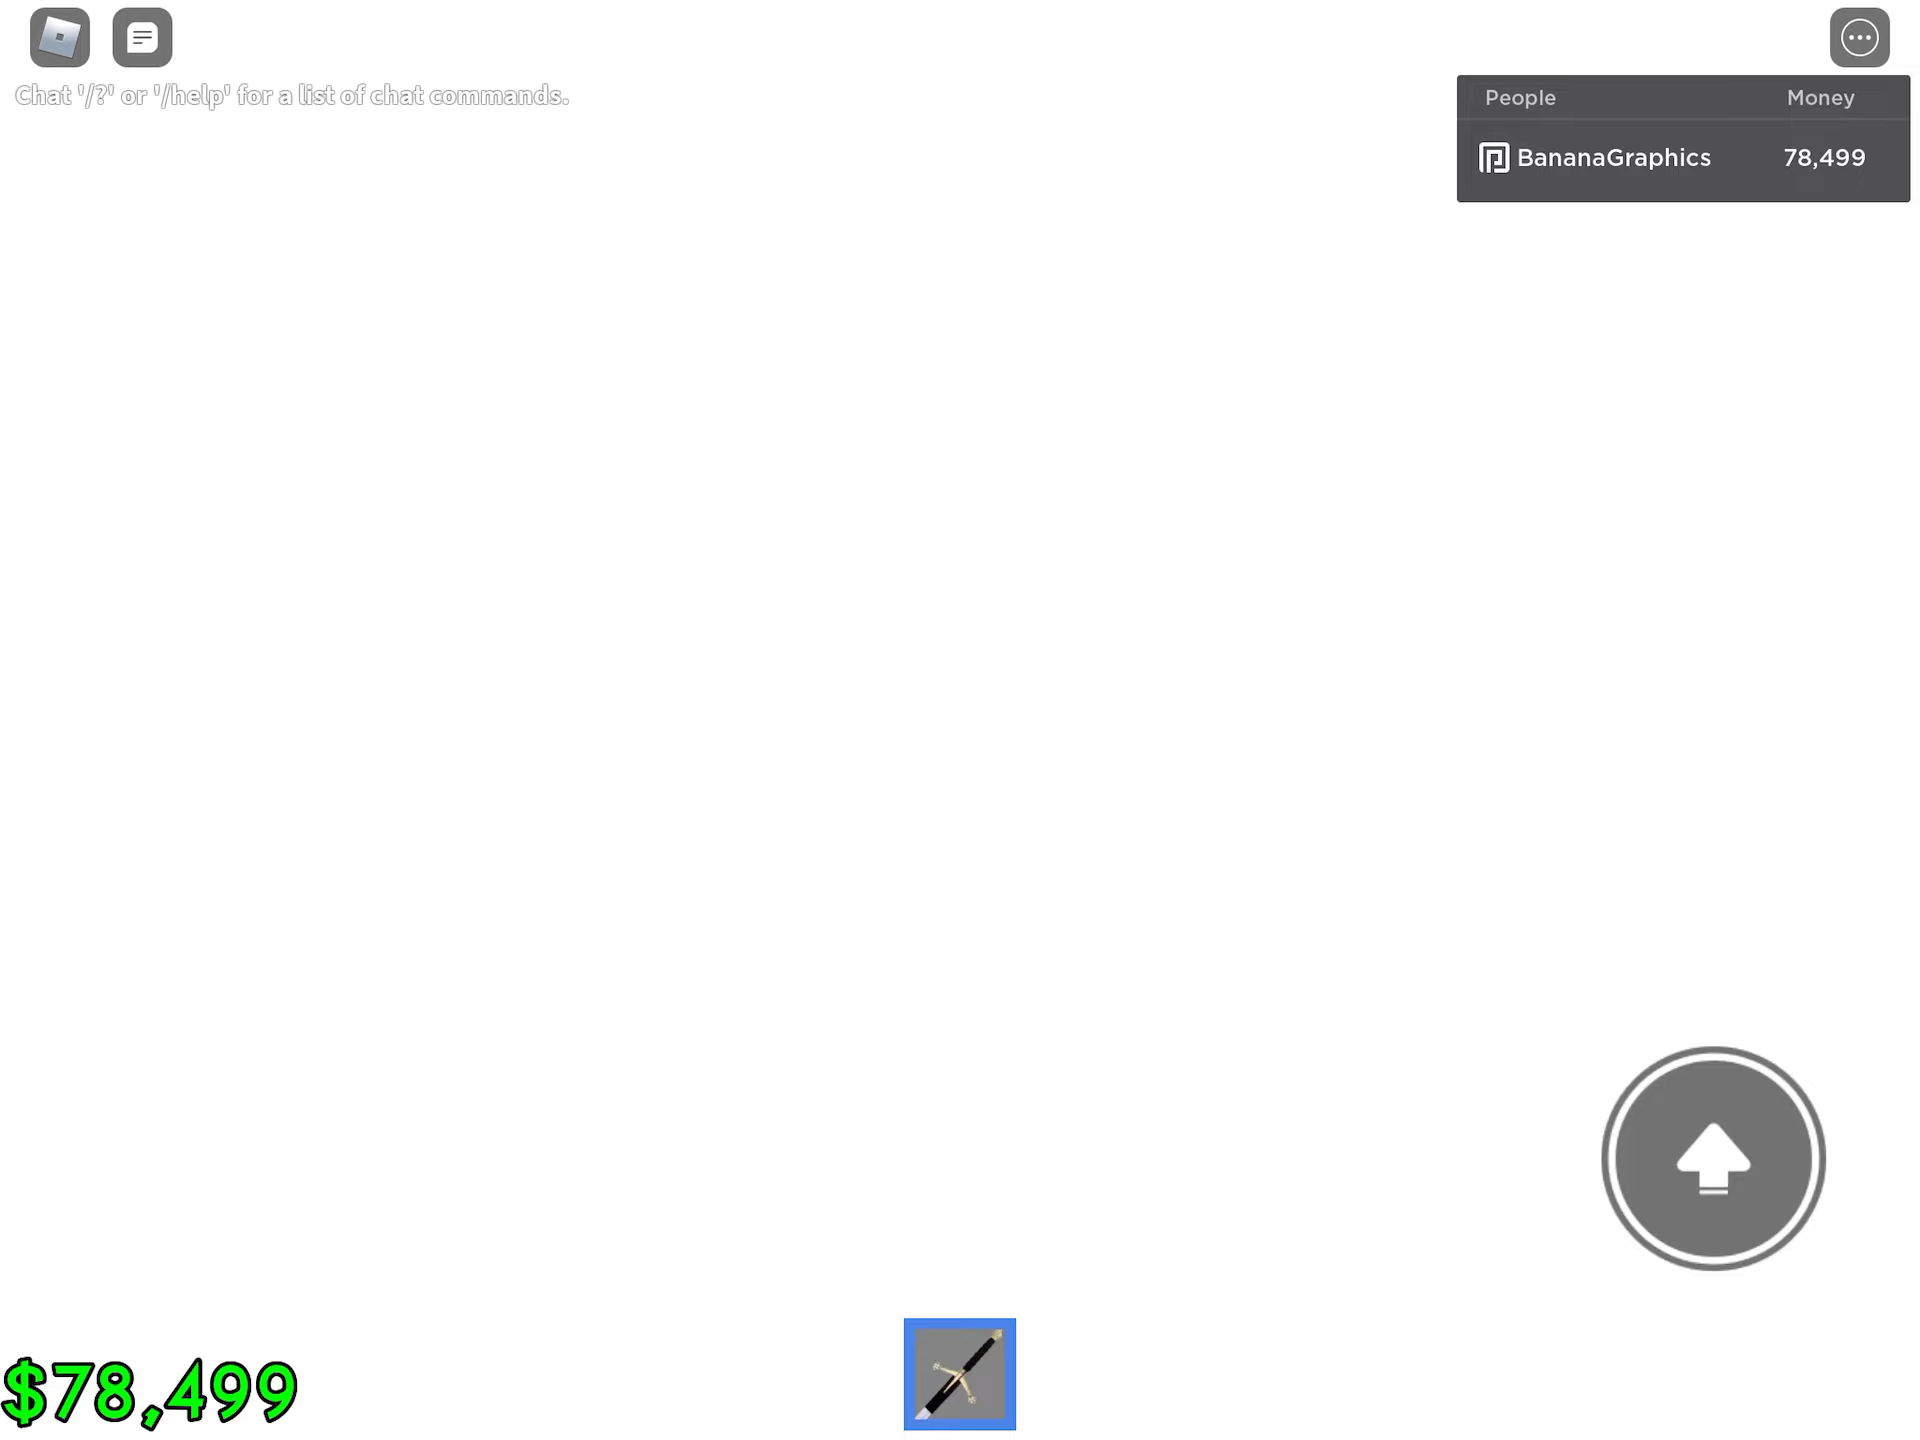 Chat '/?' or '/help' for a list of chat commands.
People Money
BananaGraphics 78,499
$78,499